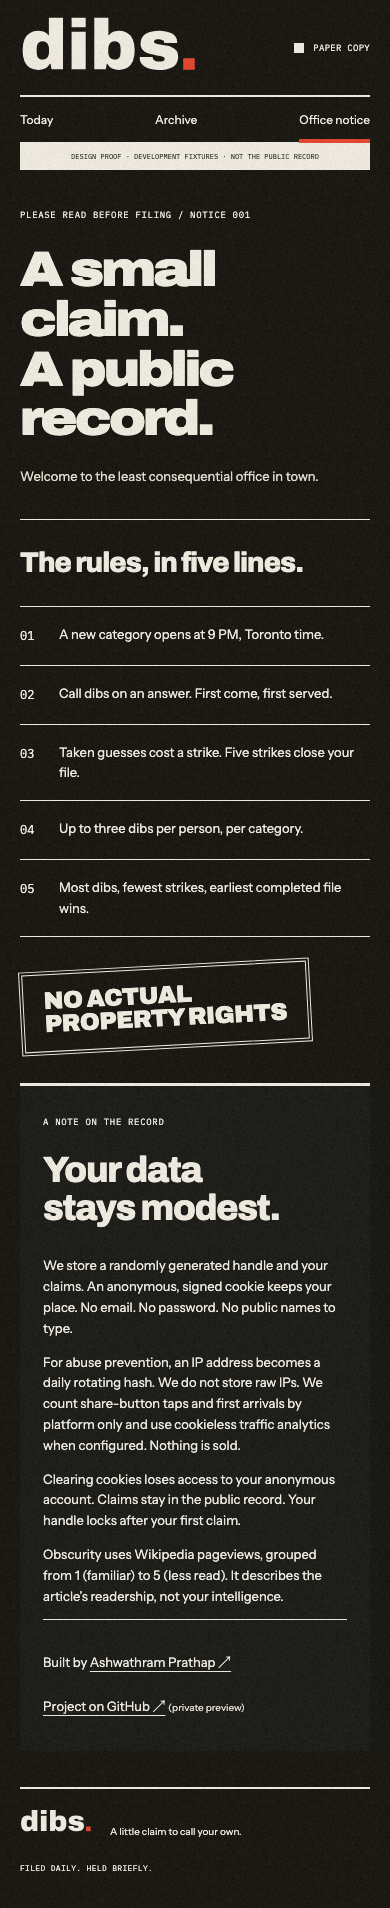 dibs.
PAPER COPY
Today Archive Office notice
DESIGN PROOF · DEVELOPMENT FIXTURES · NOT THE PUBLIC RECORD
PLEASE READ BEFORE FILING / NOTICE 001
A small
claim.
A public
record.
Welcome to the least consequential office in town.
The rules, in five lines.
01 A new category opens at 9 PM, Toronto time.
02 Call dibs on an answer. First come, first served.
03 Taken guesses cost a strike. Five strikes close your
file.
04 Up to three dibs per person, per category.
05 Most dibs, fewest strikes, earliest completed file
wins.
NO ACTUAL
PROPERTY RIGHTS
A NOTE ON THE RECORD
Your data
stays modest.
We store a randomly generated handle and your
claims. An anonymous, signed cookie keeps your
place. No email. No password. No public names to
type.
For abuse prevention, an IP address becomes a
daily rotating hash. We do not store raw IPs. We
count share-button taps and first arrivals by
platform only and use cookieless traffic analytics
when configured. Nothing is sold.
Clearing cookies loses access to your anonymous
account. Claims stay in the public record. Your
handle locks after your first claim.
Obscurity uses Wikipedia pageviews, grouped
from 1 (familiar) to 5 (less read). It describes the
article's readership, not your intelligence.
Built by Ashwathram Prathap ↗
Project on GitHub ↗ (private preview)
dibs. A little claim to call your own.
FILED DAILY. HELD BRIEFLY.